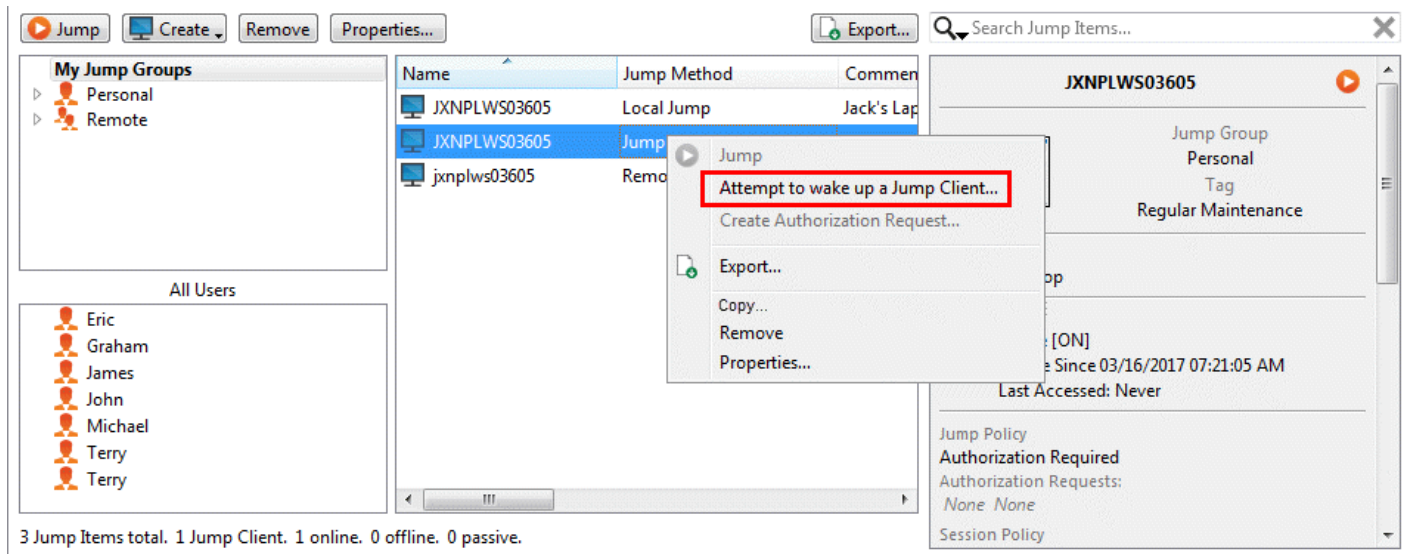 Jump
Create
Remove
Properties...
Export...
Search Jump Items...
My Jump Groups
Personal
Remote
All Users
Eric
Graham
James
John
Michael
Terry
Terry
Name Jump Method Commen
JXNPLWS03605 Local Jump Jack's Lap
JXNPLWS03605 Jump
jxnplws03605 Remo
Jump
Attempt to wake up a Jump Client...
Create Authorization Request...
Export...
Copy...
Remove
Properties...
JXNPLWS03605
Jump Group
Personal
Tag
Regular Maintenance
op
[ON]
Since 03/16/2017 07:21:05 AM
Last Accessed: Never
Jump Policy
Authorization Required
Authorization Requests:
None None
Session Policy
3 Jump Items total. 1 Jump Client. 1 online. 0 offline. 0 passive.